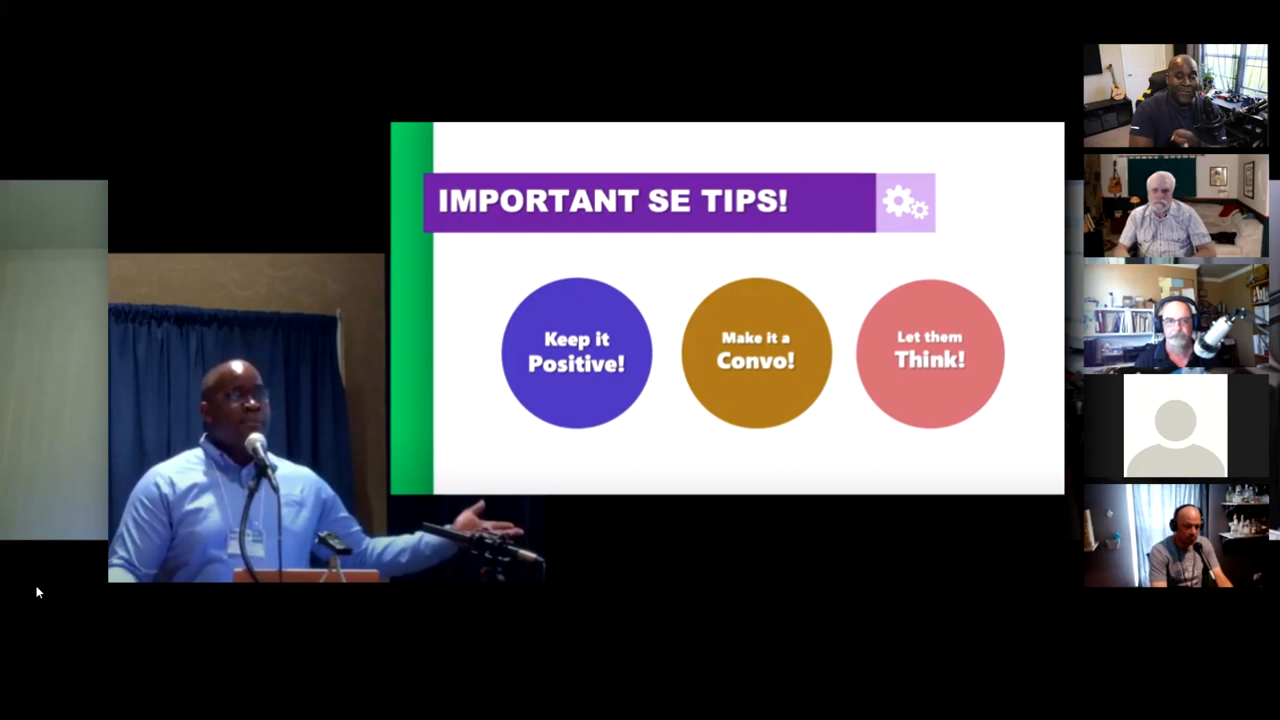 IMPORTANT SE TIPS!
Keep it
Positive!
Make it a
Convo!
Let them
Think!